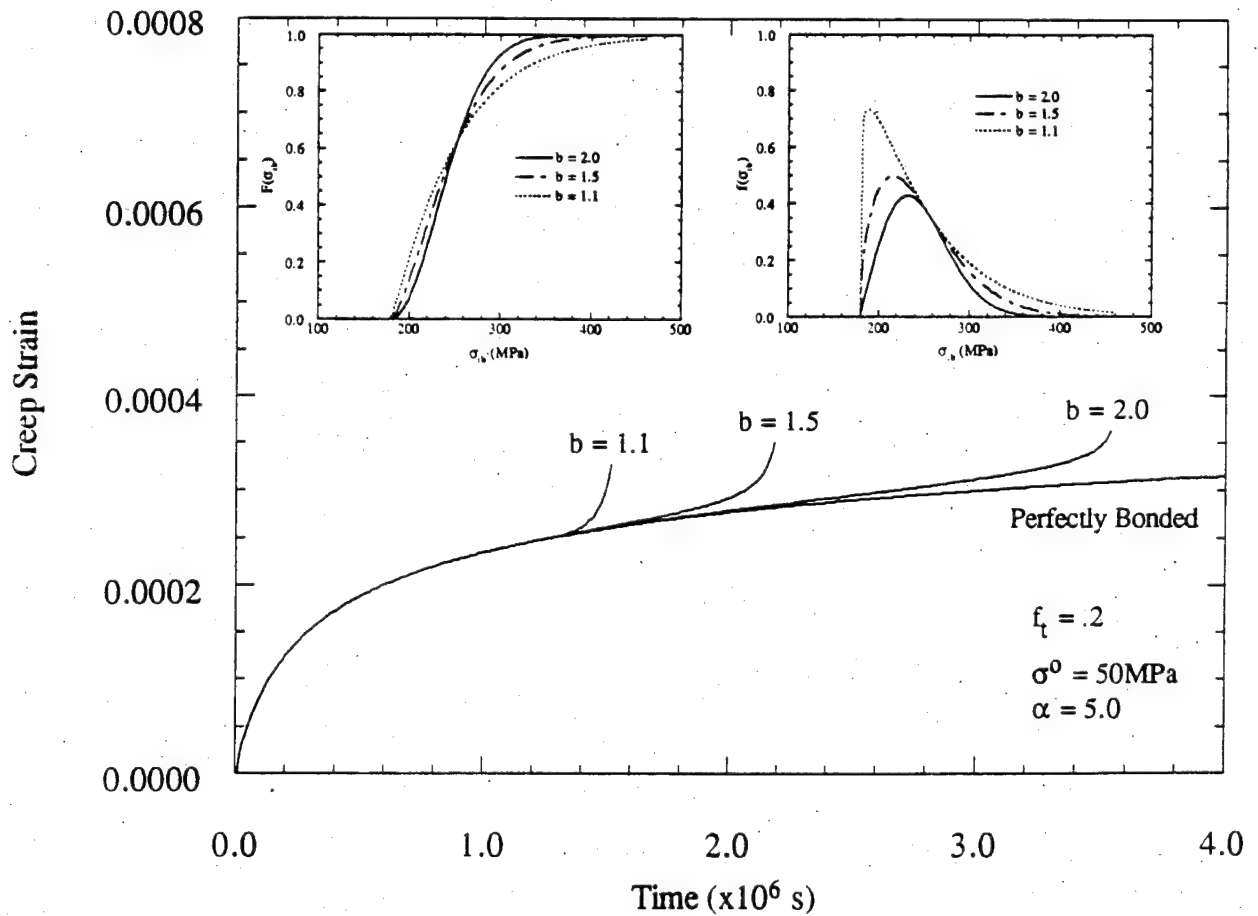 0.0008
0.0006
0.0004
0.0002
0.0000
Creep Strain
0.0
1.0
2.0
3.0
4.0
Time (x10⁶ s)
1.0
0.8
0.6
0.4
0.2
0.0
100
200
300
400
500
b = 2.0
b = 1.5
b = 1.1
(MPa)
1.0
0.8
0.6
0.4
0.2
0.0
100
200
300
400
500
b = 2.0
b = 1.5
b = 1.1
(MPa)
b = 1.1
b = 1.5
b = 2.0
Perfectly Bonded
fₜ = .2
σ⁰ = 50MPa
α = 5.0